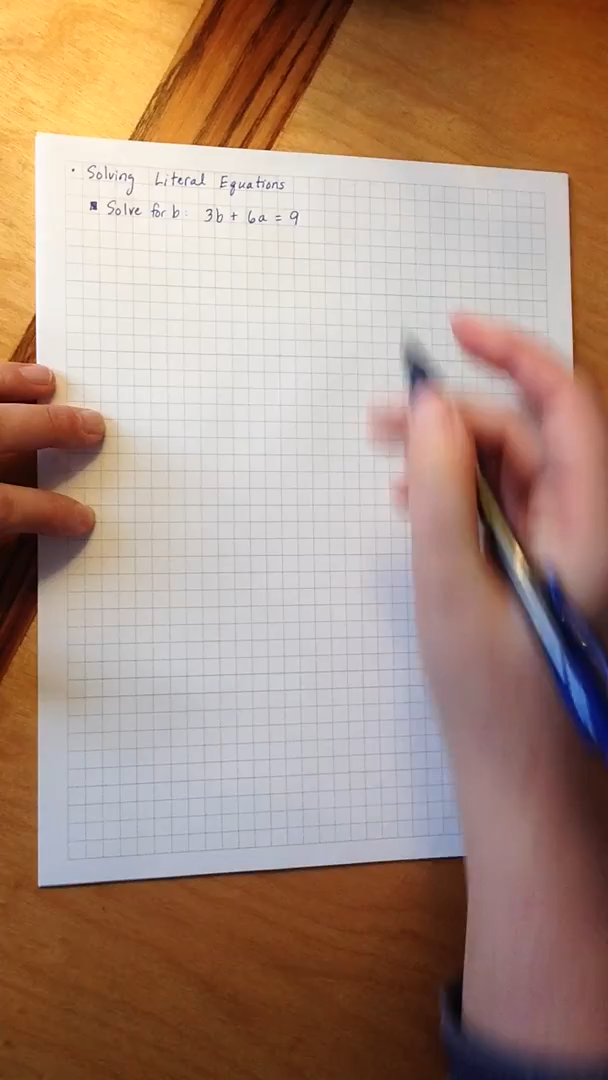 • Solving Literal Equations
▪ Solve for b: 3b + 6a = 9